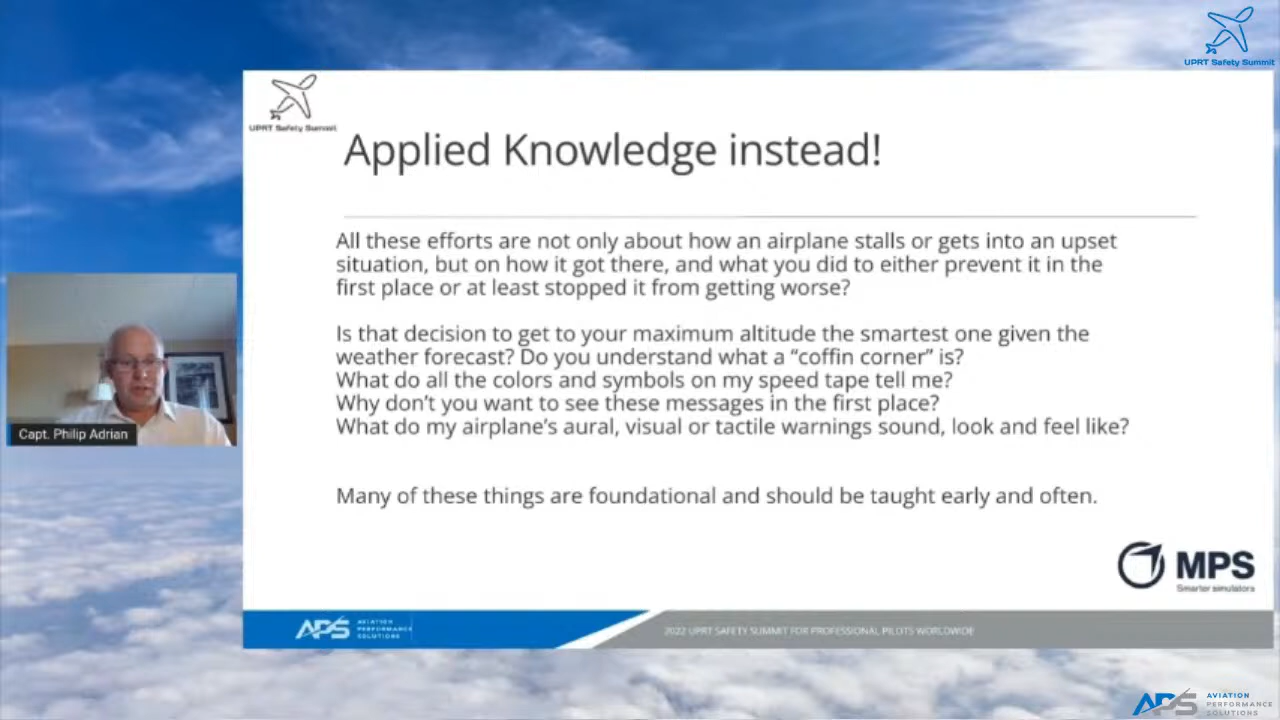 UPRT Safety Summit
UPRT Safety Summit
Applied Knowledge instead!
All these efforts are not only about how an airplane stalls or gets into an upset
situation, but on how it got there, and what you did to either prevent it in the
first place or at least stopped it from getting worse?
Is that decision to get to your maximum altitude the smartest one given the
weather forecast? Do you understand what a “coffin corner” is?
What do all the colors and symbols on my speed tape tell me?
Why don’t you want to see these messages in the first place?
What do my airplane’s aural, visual or tactile warnings sound, look and feel like?
Capt. Philip Adrian
Many of these things are foundational and should be taught early and often.
MPS
Smarter simulators
APS AVIATION
PERFORMANCE
SOLUTIONS
2022 UPRT SAFETY SUMMIT FOR PROFESSIONAL PILOTS WORLDWIDE
APS AVIATION
PERFORMANCE
SOLUTIONS